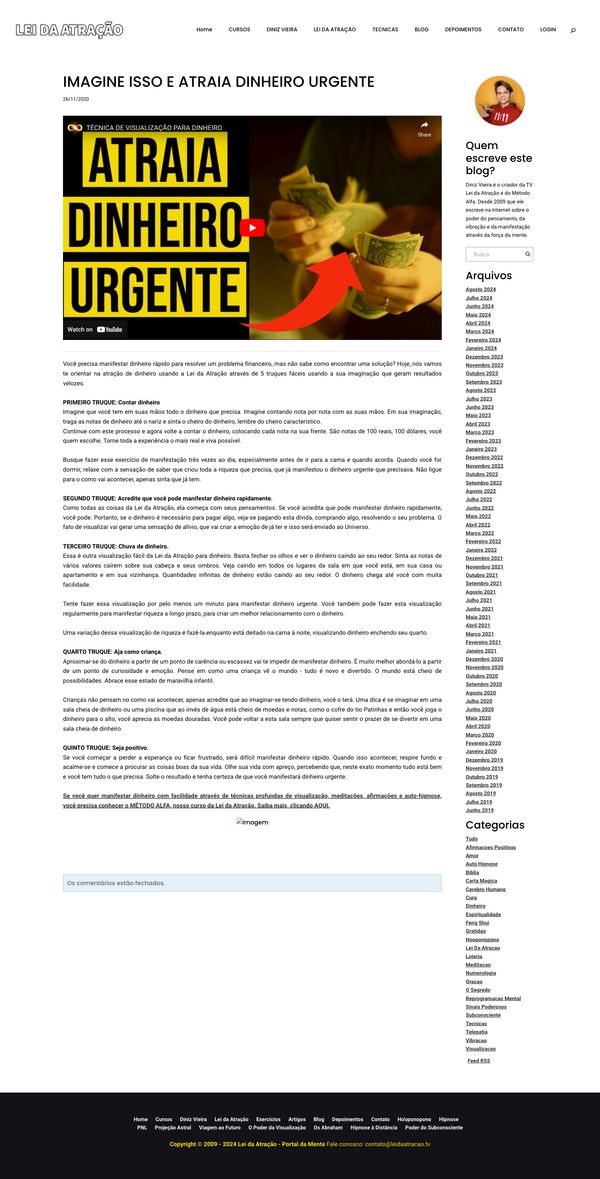 LEI DA ATRAÇÃO
Home CURSOS DINIZ VIEIRA LEI DA ATRAÇÃO TECNICAS BLOG DEPOIMENTOS CONTATO LOGIN
IMAGINE ISSO E ATRAIA DINHEIRO URGENTE
26/11/2020
TÉCNICA DE VISUALIZAÇÃO PARA DINHEIRO
Share
ATRAIA
DINHEIRO
URGENTE
Watch on YouTube
Você precisa manifestar dinheiro rápido para resolver um problema financeiro, mas não sabe como encontrar uma solução? Hoje, nós vamos
te orientar na atração de dinheiro usando a Lei da Atração através de 5 truques fáceis usando a sua imaginação que geram resultados
velozes.
PRIMEIRO TRUQUE: Contar dinheiro
Imagine que você tem em suas mãos todo o dinheiro que precisa. Imagine contando nota por nota com as suas mãos. Em sua imaginação,
traga as notas de dinheiro até o nariz e sinta o cheiro do dinheiro, lembre do cheiro característico.
Continue com este processo e agora volte a contar o dinheiro, colocando cada nota na sua frente. São notas de 100 reais, 100 dólares, você
quem escolhe. Torne toda a experiência o mais real e viva possível.
Busque fazer esse exercício de manifestação três vezes ao dia, especialmente antes de ir para a cama e quando acorda. Quando você for
dormir, relaxe com a sensação de saber que criou toda a riqueza que precisa, que já manifestou o dinheiro urgente que precisava. Não ligue
para o como vai acontecer, apenas sinta que já tem.
SEGUNDO TRUQUE: Acredite que você pode manifestar dinheiro rapidamente.
Como todas as coisas da Lei da Atração, ela começa com seus pensamentos. Se você acredita que pode manifestar dinheiro rapidamente,
você pode. Portanto, se o dinheiro é necessário para pagar algo, veja-se pagando esta dívida, comprando algo, resolvendo o seu problema. O
fato de visualizar vai gerar uma sensação de alívio, que vai criar a emoção de já ter e isso será enviado ao Universo.
TERCEIRO TRUQUE: Chuva de dinheiro.
Essa é outra visualização fácil da Lei da Atração para dinheiro. Basta fechar os olhos e ver o dinheiro caindo ao seu redor. Sinta as notas de
vários valores caírem sobre sua cabeça e seus ombros. Veja caindo em todos os lugares da sala em que você está, em sua casa ou
apartamento e em sua vizinhança. Quantidades infinitas de dinheiro estão caindo ao seu redor. O dinheiro chega até você com muita
facilidade.
Tente fazer essa visualização por pelo menos um minuto para manifestar dinheiro urgente. Você também pode fazer esta visualização
regularmente para manifestar riqueza a longo prazo, para criar um melhor relacionamento com o dinheiro.
Uma variação dessa visualização de riqueza é fazê-la enquanto está deitado na cama à noite, visualizando dinheiro enchendo seu quarto.
QUARTO TRUQUE: Aja como criança.
Aproximar-se do dinheiro a partir de um ponto de carência ou escassez vai te impedir de manifestar dinheiro. É muito melhor abordá-lo a partir
de um ponto de curiosidade e emoção. Pense em como uma criança vê o mundo - tudo é novo e divertido. O mundo está cheio de
possibilidades. Abrace esse estado de maravilha infantil.
Crianças não pensam no como vai acontecer, apenas acredite que ao imaginar-se tendo dinheiro, você o terá. Uma dica é se imaginar em uma
sala cheia de dinheiro ou uma piscina que ao invés de água está cheio de moedas e notas, como o cofre do tio Patinhas e então você joga o
dinheiro para o alto, você aprecia as moedas douradas. Você pode voltar a esta sala sempre que quiser sentir o prazer de se divertir em uma
sala cheia de dinheiro.
QUINTO TRUQUE: Seja positivo.
Se você começar a perder a esperança ou ficar frustrado, será difícil manifestar dinheiro rápido. Quando isso acontecer, respire fundo e
acalme-se e comece a procurar as coisas boas da sua vida. Olhe sua vida com apreço, percebendo que, neste exato momento tudo está bem
e você tem tudo o que precisa. Solte o resultado e tenha certeza de que você manifestará dinheiro urgente.
Se você quer manifestar dinheiro com facilidade através de técnicas profundas de visualização, meditações, afirmações e auto-hipnose,
você precisa conhecer o MÉTODO ALFA, nosso curso da Lei da Atração. Saiba mais, clicando AQUI.
Imagem
Os comentários estão fechados.
11:11
Quem
escreve este
blog?
Diniz Vieira é o criador da TV
Lei da Atração e do Método
Alfa. Desde 2009 que ele
escreve na Internet sobre o
poder do pensamento, da
vibração e da manifestação
através da força da mente.
Busca
Arquivos
Agosto 2024
Julho 2024
Junho 2024
Maio 2024
Abril 2024
Março 2024
Fevereiro 2024
Janeiro 2024
Dezembro 2023
Novembro 2023
Outubro 2023
Setembro 2023
Agosto 2023
Julho 2023
Junho 2023
Maio 2023
Abril 2023
Março 2023
Fevereiro 2023
Janeiro 2023
Dezembro 2022
Novembro 2022
Outubro 2022
Setembro 2022
Agosto 2022
Julho 2022
Junho 2022
Maio 2022
Abril 2022
Março 2022
Fevereiro 2022
Janeiro 2022
Dezembro 2021
Novembro 2021
Outubro 2021
Setembro 2021
Agosto 2021
Julho 2021
Junho 2021
Maio 2021
Abril 2021
Março 2021
Fevereiro 2021
Janeiro 2021
Dezembro 2020
Novembro 2020
Outubro 2020
Setembro 2020
Agosto 2020
Julho 2020
Junho 2020
Maio 2020
Abril 2020
Março 2020
Fevereiro 2020
Janeiro 2020
Dezembro 2019
Novembro 2019
Outubro 2019
Setembro 2019
Agosto 2019
Julho 2019
Junho 2019
Categorias
Tudo
Afirmacoes Positivas
Amor
Auto Hipnose
Biblia
Carta Magica
Cerebro Humano
Cura
Dinheiro
Espiritualidade
Feng Shui
Gratidao
Hooponopono
Lei Da Atracao
Loteria
Meditacao
Numerologia
Oracao
O Segredo
Reprogramacao Mental
Sinais Poderosos
Subconsciente
Tecnicas
Telepatia
Vibracao
Visualizacao
Feed RSS
Home Cursos Diniz Vieira Lei da Atração Exercícios Artigos Blog Depoimentos Contato Ho'oponopono Hipnose
PNL Projeção Astral Viagem ao Futuro O Poder da Visualização Os Abraham Hipnose à Distância Poder do Subconsciente
Copyright © 2009 - 2024 Lei da Atração - Portal da Mente Fale conosco: contato@leidaatracao.tv